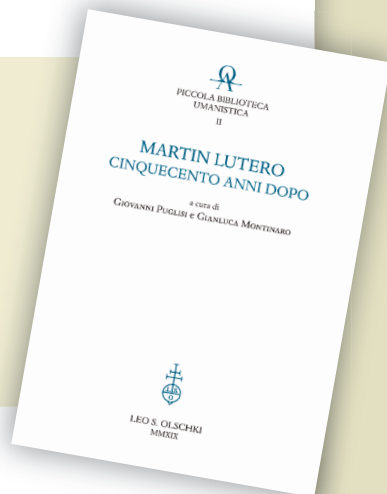 PICCOLA BIBLIOTECA
UMANISTICA
II
MARTIN LUTERO
CINQUECENTO ANNI DOPO
a cura di
Giovanni Puglisi e Gianluca Montinaro
LEO S. OLSCHKI
MMXIX